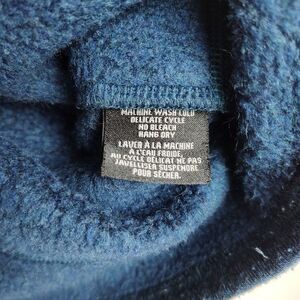 MACHINE WASH COLD
DELICATE CYCLE
NO BLEACH
HANG DRY
LAVER À LA MACHINE
À L'EAU FROIDE,
AU CYCLE DÉLICAT NE PAS
JAVELLISER SUSPENDRE
POUR SÉCHER.